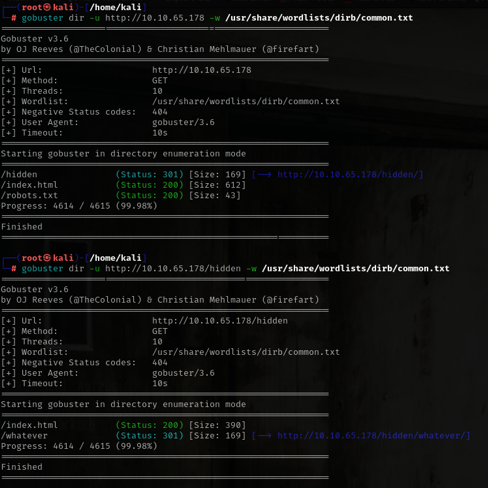 ┌──(root㉿kali)-[/home/kali]
└─# gobuster dir -u http://10.10.65.178 -w /usr/share/wordlists/dirb/common.txt
===============================================================
Gobuster v3.6
by OJ Reeves (@TheColonial) & Christian Mehlmauer (@firefart)
===============================================================
[+] Url:                     http://10.10.65.178
[+] Method:                  GET
[+] Threads:                 10
[+] Wordlist:                /usr/share/wordlists/dirb/common.txt
[+] Negative Status codes:   404
[+] User Agent:              gobuster/3.6
[+] Timeout:                 10s
===============================================================
Starting gobuster in directory enumeration mode
===============================================================
/hidden               (Status: 301) [Size: 169] [--> http://10.10.65.178/hidden/]
/index.html           (Status: 200) [Size: 612]
/robots.txt           (Status: 200) [Size: 43]
Progress: 4614 / 4615 (99.98%)
===============================================================
Finished
===============================================================
┌──(root㉿kali)-[/home/kali]
└─# gobuster dir -u http://10.10.65.178/hidden -w /usr/share/wordlists/dirb/common.txt
===============================================================
Gobuster v3.6
by OJ Reeves (@TheColonial) & Christian Mehlmauer (@firefart)
===============================================================
[+] Url:                     http://10.10.65.178/hidden
[+] Method:                  GET
[+] Threads:                 10
[+] Wordlist:                /usr/share/wordlists/dirb/common.txt
[+] Negative Status codes:   404
[+] User Agent:              gobuster/3.6
[+] Timeout:                 10s
===============================================================
Starting gobuster in directory enumeration mode
===============================================================
/index.html           (Status: 200) [Size: 390]
/whatever             (Status: 301) [Size: 169] [--> http://10.10.65.178/hidden/whatever/]
Progress: 4614 / 4615 (99.98%)
===============================================================
Finished
===============================================================